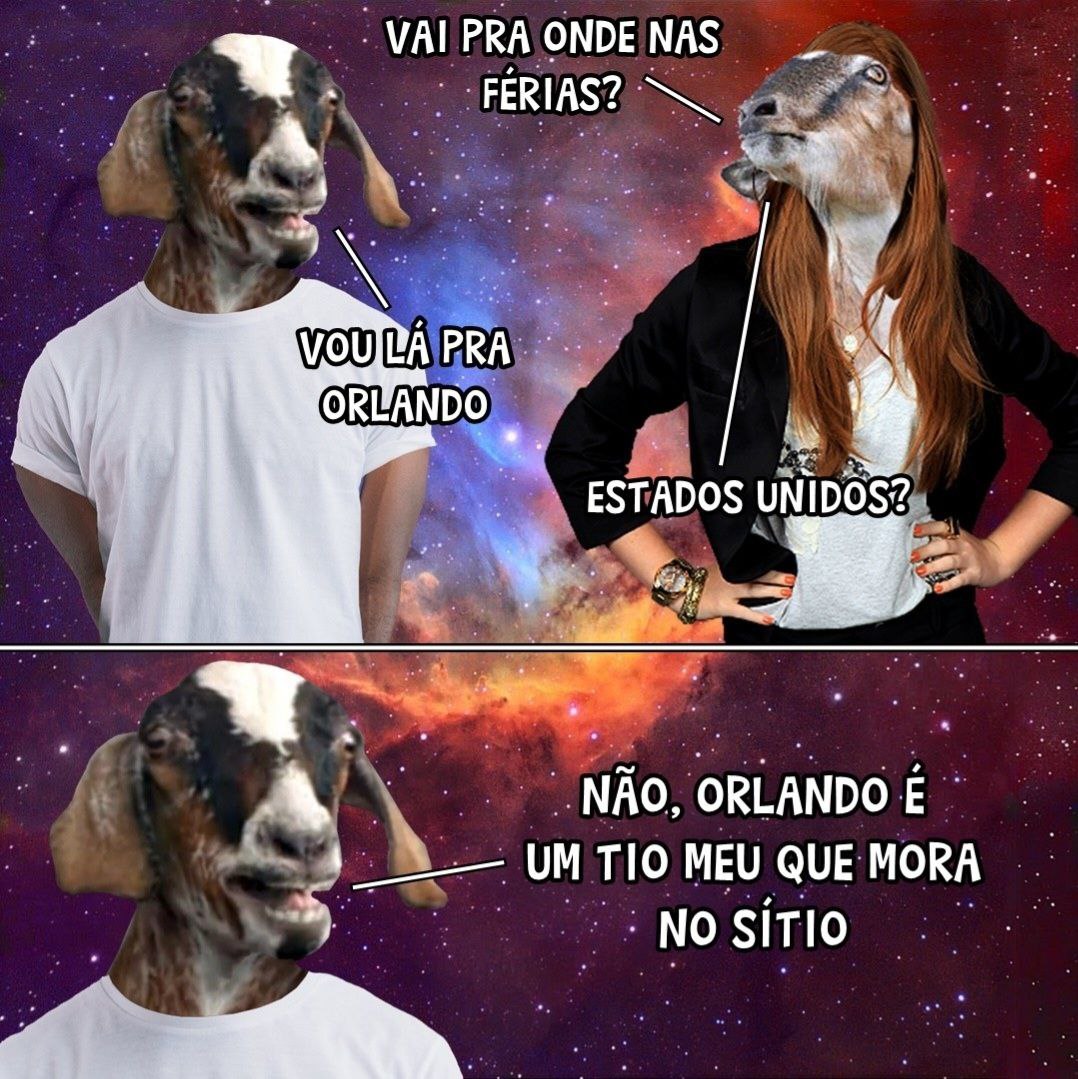 VAI PRA ONDE NAS
FÉRIAS?
VOU LÁ PRA
ORLANDO
ESTADOS UNIDOS?
NÃO, ORLANDO É
UM TIO MEU QUE MORA
NO SÍTIO